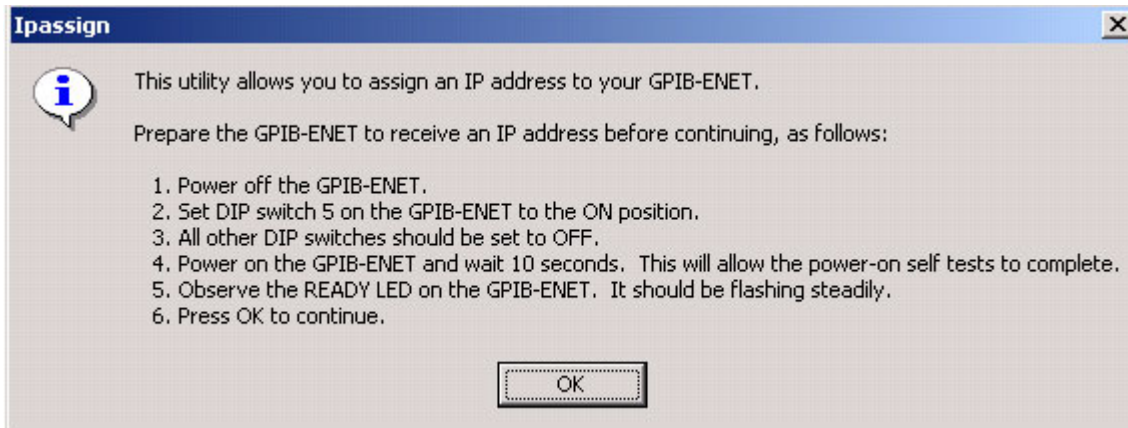 Ipassign
This utility allows you to assign an IP address to your GPIB-ENET.
Prepare the GPIB-ENET to receive an IP address before continuing, as follows:
1. Power off the GPIB-ENET.
2. Set DIP switch 5 on the GPIB-ENET to the ON position.
3. All other DIP switches should be set to OFF.
4. Power on the GPIB-ENET and wait 10 seconds.  This will allow the power-on self tests to complete.
5. Observe the READY LED on the GPIB-ENET.  It should be flashing steadily.
6. Press OK to continue.
OK